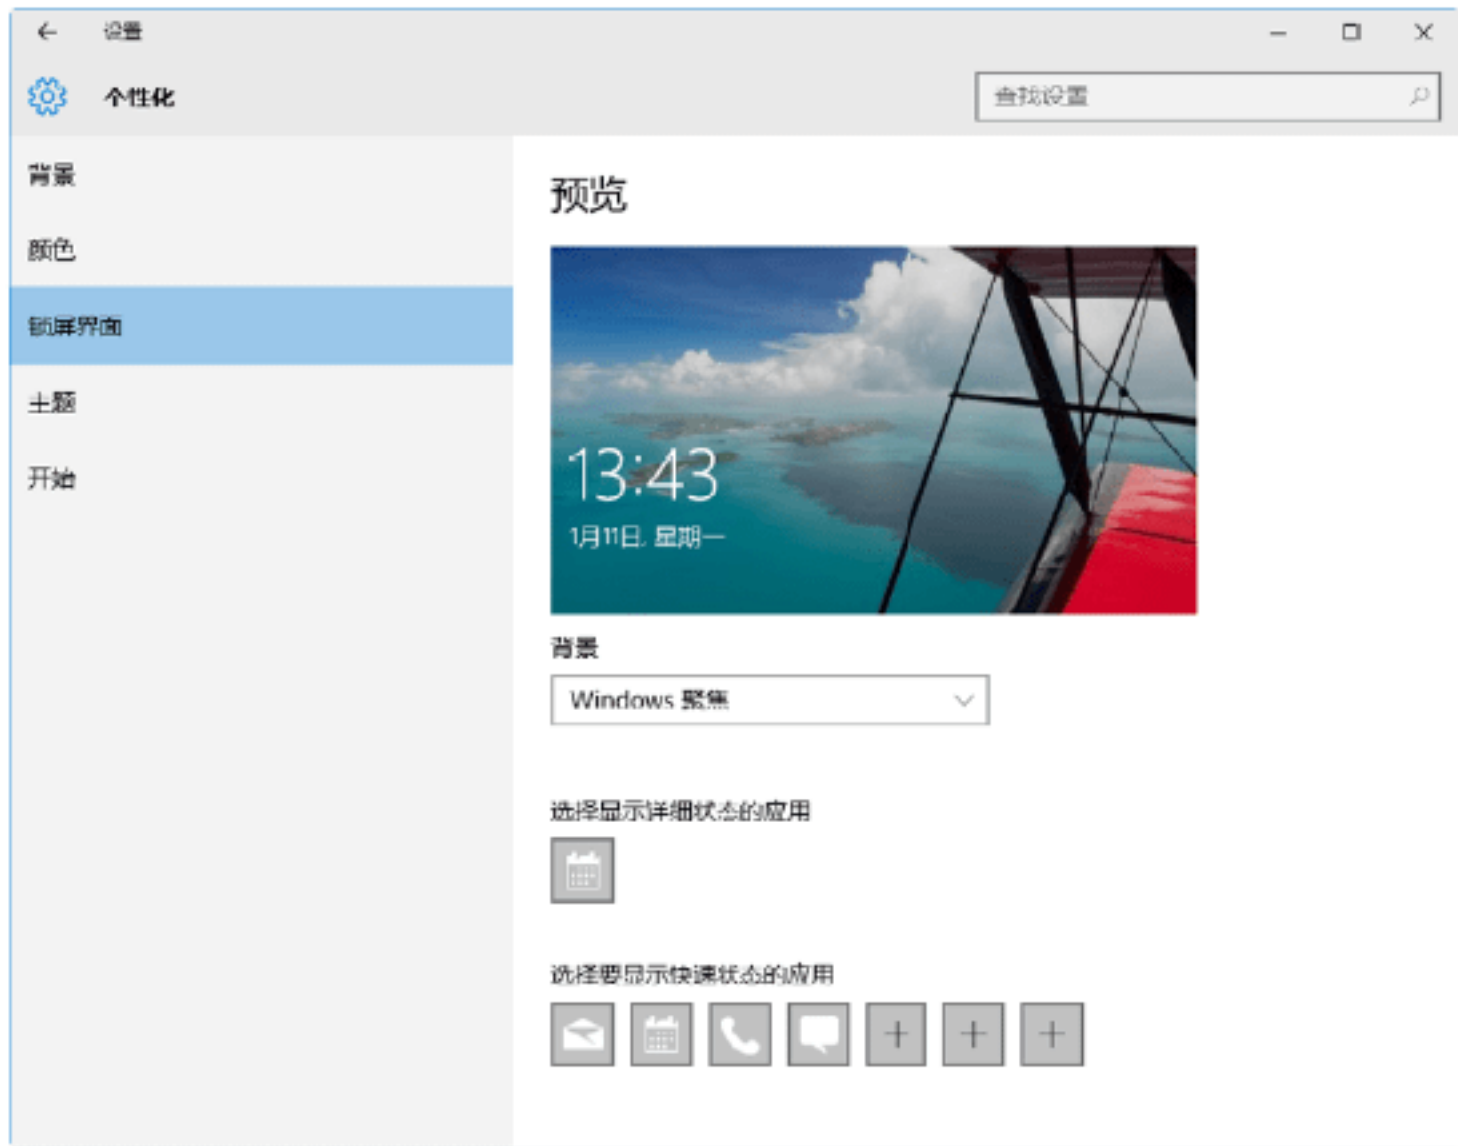 设置
个性化
查找设置
背景
颜色
锁屏界面
主题
开始
预览
13:43
1月11日, 星期一
背景
Windows 聚焦
选择显示详细状态的应用
选择要显示快速状态的应用